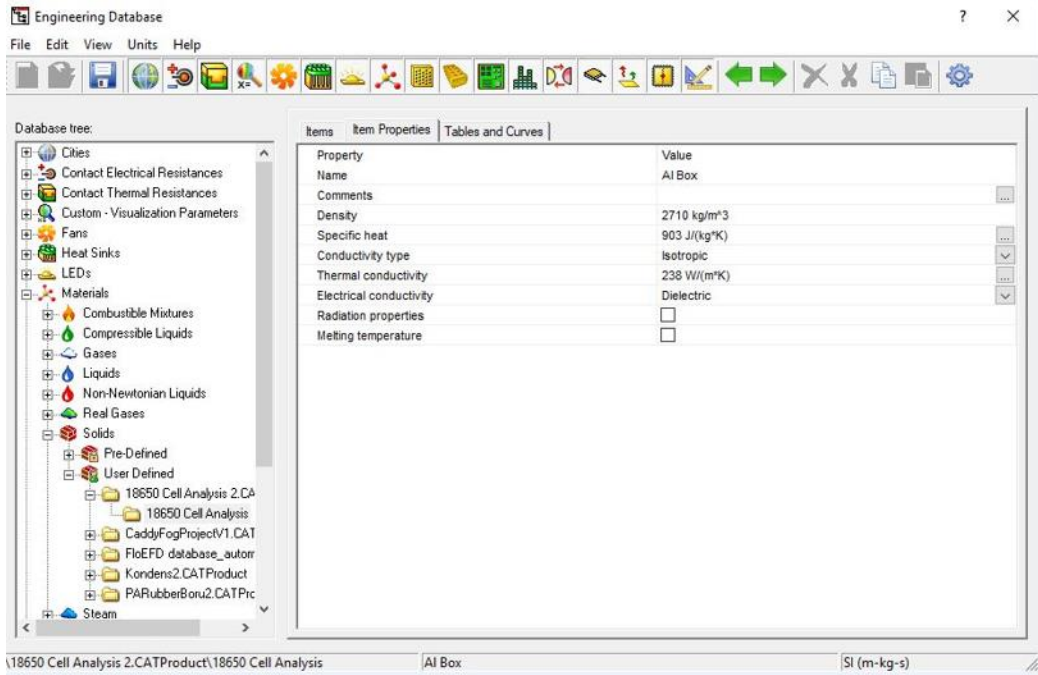 Engineering Database
File Edit View Units Help
Database tree:
Cities
Contact Electrical Resistances
Contact Thermal Resistances
Custom - Visualization Parameters
Fans
Heat Sinks
LEDs
Materials
Combustible Mixtures
Compressible Liquids
Gases
Liquids
Non-Newtonian Liquids
Real Gases
Solids
Pre-Defined
User Defined
18650 Cell Analysis 2.CA
18650 Cell Analysis
CaddyFogProjectV1.CAT
FloEFD database_autom
Kondens2.CATProduct
PARubberBoru2.CATPrc
Steam
Items Item Properties Tables and Curves
Property Value
Name Al Box
Comments
Density 2710 kg/m^3
Specific heat 903 J/(kg*K)
Conductivity type Isotropic
Thermal conductivity 238 W/(m*K)
Electrical conductivity Dielectric
Radiation properties
Melting temperature
\18650 Cell Analysis 2.CATProduct\18650 Cell Analysis Al Box SI (m-kg-s)